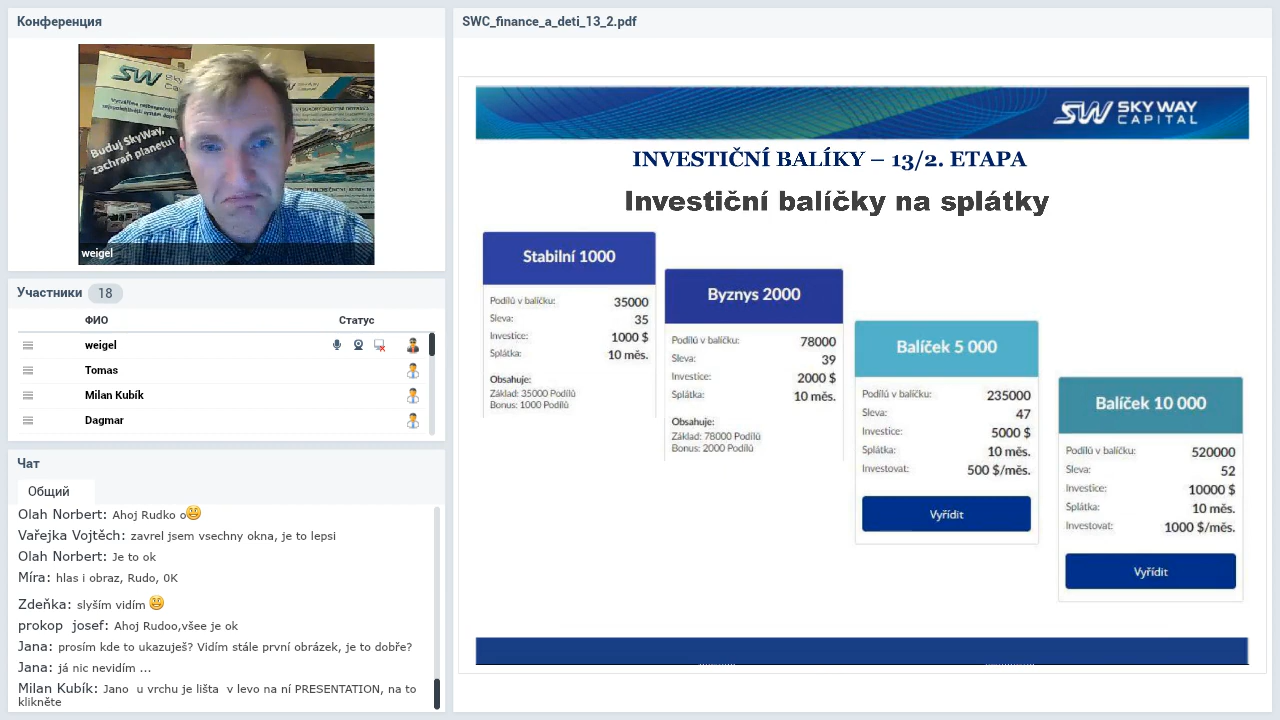 Конференция
SW SKY
Vytváříme
Buduj SkyWay,
zachraň planetu!
weigel
Участники 18
ФИО Статус
weigel
Tomas
Milan Kubík
Dagmar
Чат
Общий
Olah Norbert: Ahoj Rudko o
Vařejka Vojtěch: zavrel jsem vsechny okna, je to lepsi
Olah Norbert: Je to ok
Míra: hlas i obraz, Rudo, 0K
Zdeňka: slyším vidím
prokop josef: Ahoj Rudoo,všee je ok
Jana: prosím kde to ukazuješ? Vidím stále první obrázek, je to dobře?
Jana: já nic nevidím ...
Milan Kubík: Jano u vrchu je lišta v levo na ní PRESENTATION, na to
klikněte
SWC_finance_a_deti_13_2.pdf
SW SKY WAY
CAPITAL
INVESTIČNÍ BALÍKY – 13/2. ETAPA
Investiční balíčky na splátky
Stabilní 1000
Podílů v balíčku: 35000
Sleva: 35
Investice: 1000 $
Splátka: 10 měs.
Obsahuje:
Základ: 35000 Podílů
Bonus: 1000 Podílů
Byznys 2000
Podílů v balíčku: 78000
Sleva: 39
Investice: 2000 $
Splátka: 10 měs.
Obsahuje:
Základ: 78000 Podílů
Bonus: 2000 Podílů
Balíček 5 000
Podílů v balíčku: 235000
Sleva: 47
Investice: 5000 $
Splátka: 10 měs.
Investovat: 500 $/měs.
Vyřídit
Balíček 10 000
Podílů v balíčku: 520000
Sleva: 52
Investice: 10000 $
Splátka: 10 měs.
Investovat: 1000 $/měs.
Vyřídit